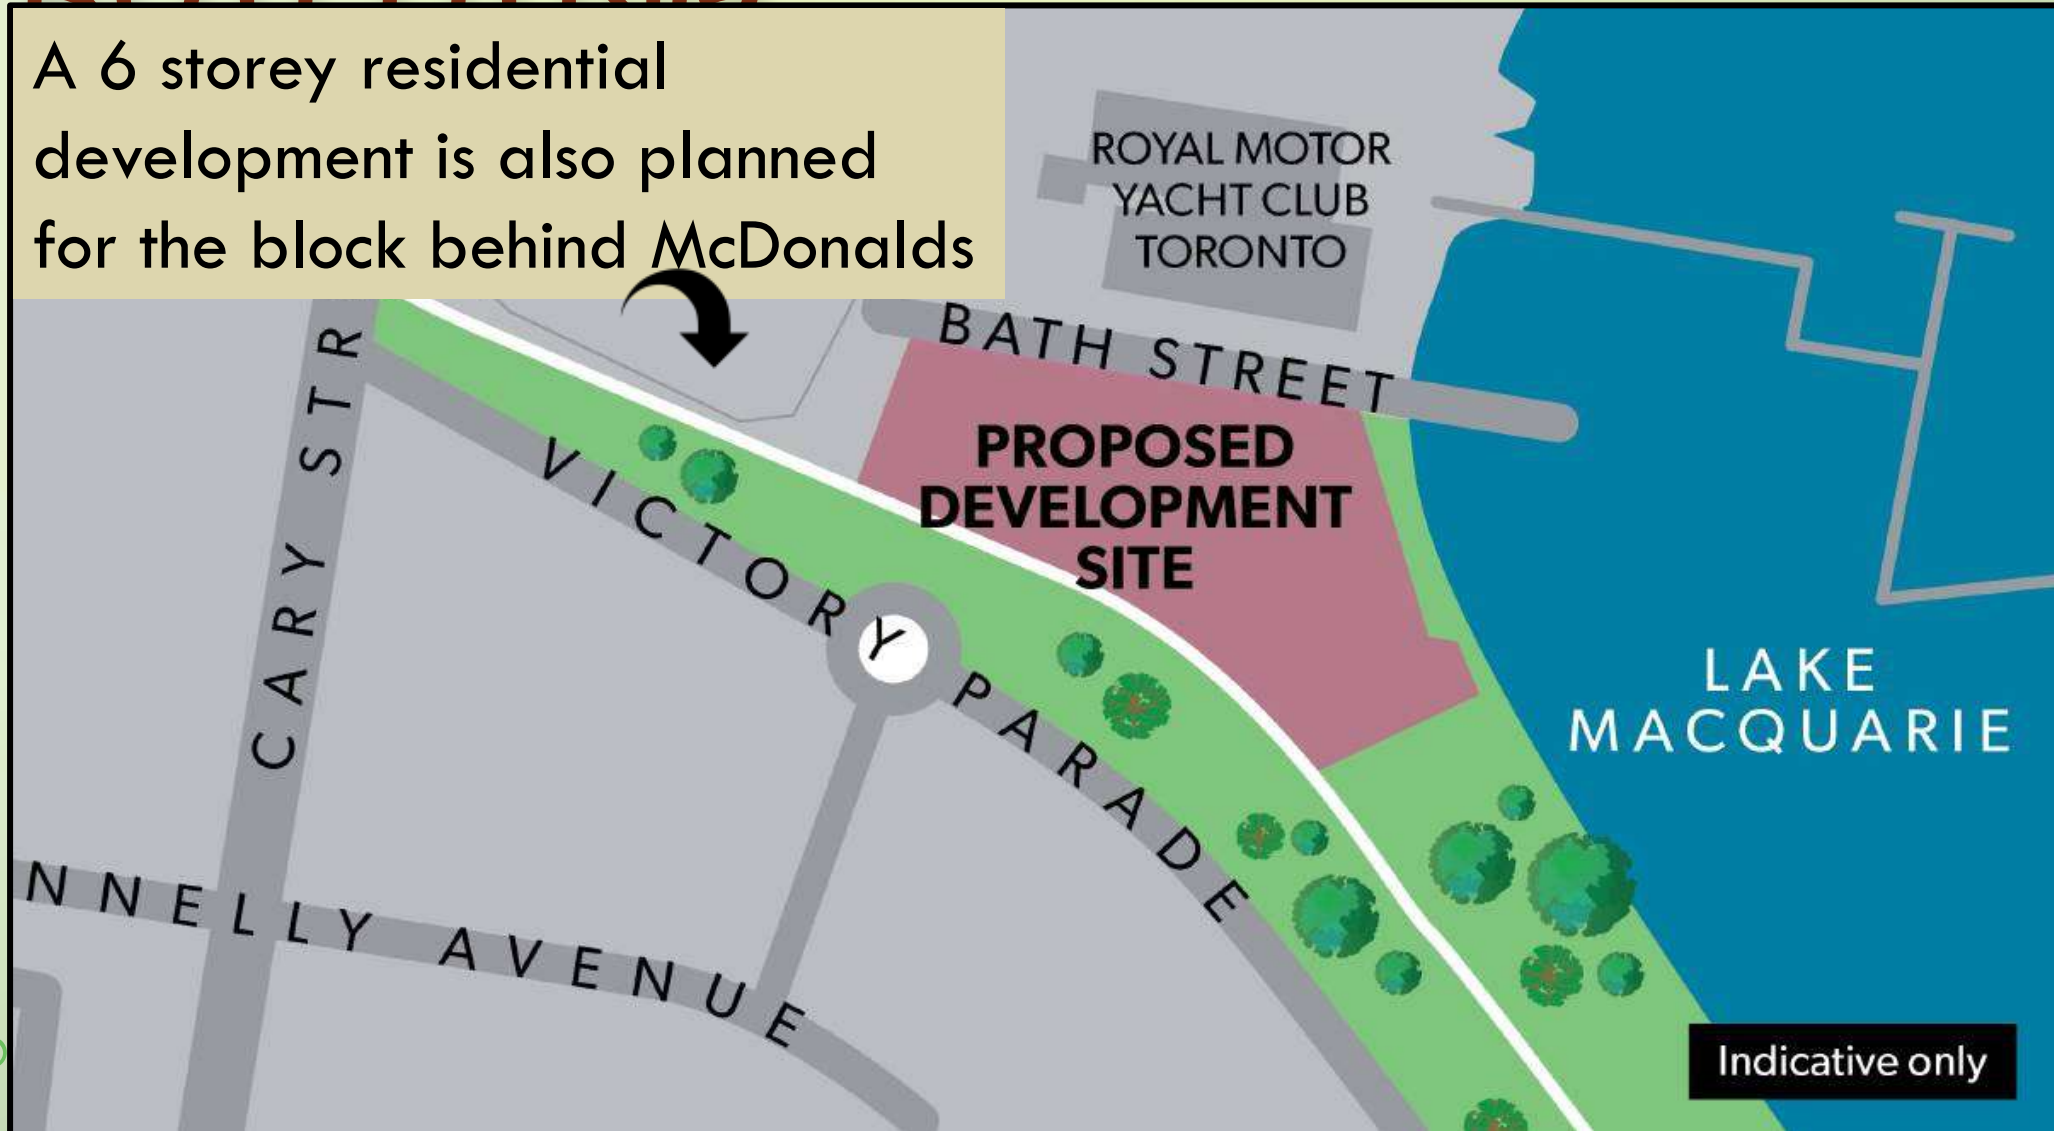 A 6 storey residential
development is also planned
for the block behind McDonalds
ROYAL MOTOR
YACHT CLUB
TORONTO
BATH STREET
CARY STR
PROPOSED
DEVELOPMENT
SITE
VICTORY PARADE
LAKE
MACQUARIE
NNELLY AVENUE
Indicative only